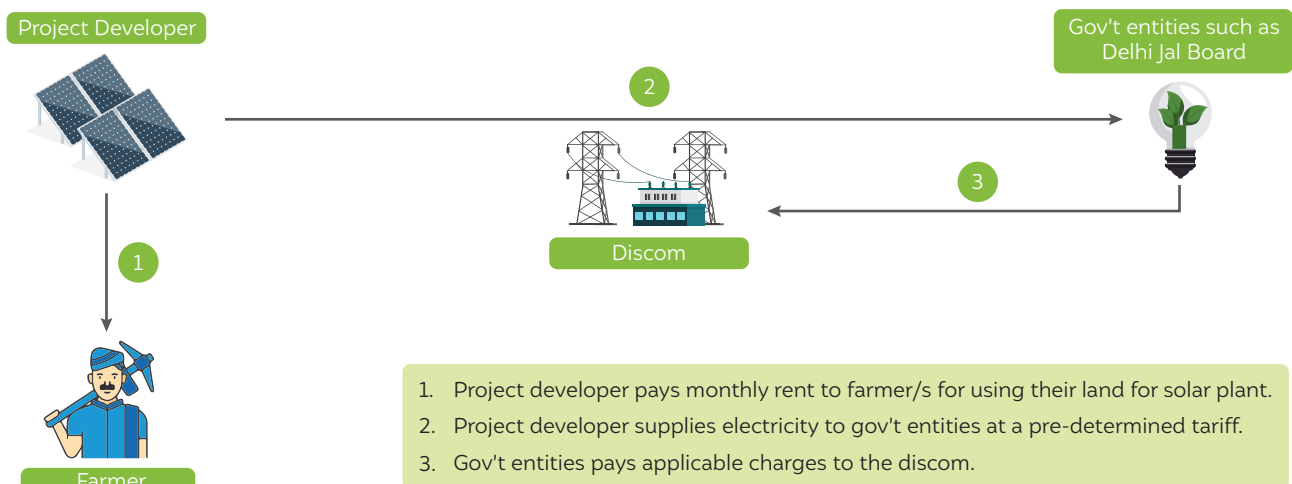 Project Developer
Gov't entities such as
Delhi Jal Board
2
3
Discom
1
1. Project developer pays monthly rent to farmer/s for using their land for solar plant.
2. Project developer supplies electricity to gov't entities at a pre-determined tariff.
3. Gov't entities pays applicable charges to the discom.
Farmer